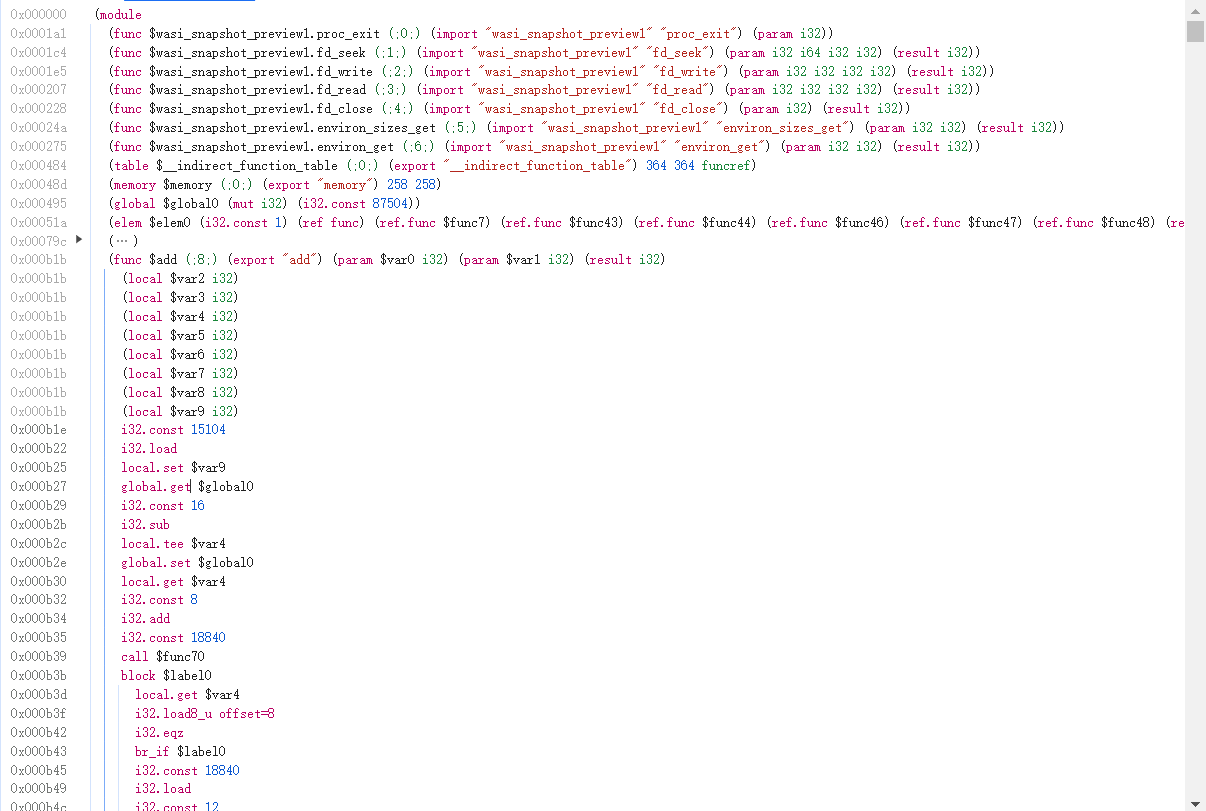 0x000000 (module
0x0001a1 (func $wasi_snapshot_preview1.proc_exit (;0;) (import "wasi_snapshot_preview1" "proc_exit") (param i32))
0x0001c4 (func $wasi_snapshot_preview1.fd_seek (;1;) (import "wasi_snapshot_preview1" "fd_seek") (param i32 i64 i32 i32) (result i32))
0x0001e5 (func $wasi_snapshot_preview1.fd_write (;2;) (import "wasi_snapshot_preview1" "fd_write") (param i32 i32 i32 i32) (result i32))
0x000207 (func $wasi_snapshot_preview1.fd_read (;3;) (import "wasi_snapshot_preview1" "fd_read") (param i32 i32 i32 i32) (result i32))
0x000228 (func $wasi_snapshot_preview1.fd_close (;4;) (import "wasi_snapshot_preview1" "fd_close") (param i32) (result i32))
0x00024a (func $wasi_snapshot_preview1.environ_sizes_get (;5;) (import "wasi_snapshot_preview1" "environ_sizes_get") (param i32 i32) (result i32))
0x000275 (func $wasi_snapshot_preview1.environ_get (;6;) (import "wasi_snapshot_preview1" "environ_get") (param i32 i32) (result i32))
0x000484 (table $__indirect_function_table (;0;) (export "__indirect_function_table") 364 364 funcref)
0x00048d (memory $memory (;0;) (export "memory") 258 258)
0x000495 (global $global0 (mut i32) (i32.const 87504))
0x00051a (elem $elem0 (i32.const 1) (ref func) (ref.func $func7) (ref.func $func43) (ref.func $func44) (ref.func $func46) (ref.func $func47) (ref.func $func48) (re
0x00079c (… )
0x000b1b (func $add (;8;) (export "add") (param $var0 i32) (param $var1 i32) (result i32)
0x000b1b (local $var2 i32)
0x000b1b (local $var3 i32)
0x000b1b (local $var4 i32)
0x000b1b (local $var5 i32)
0x000b1b (local $var6 i32)
0x000b1b (local $var7 i32)
0x000b1b (local $var8 i32)
0x000b1b (local $var9 i32)
0x000b1e i32.const 15104
0x000b22 i32.load
0x000b25 local.set $var9
0x000b27 global.get $global0
0x000b29 i32.const 16
0x000b2b i32.sub
0x000b2c local.tee $var4
0x000b2e global.set $global0
0x000b30 local.get $var4
0x000b32 i32.const 8
0x000b34 i32.add
0x000b35 i32.const 18840
0x000b39 call $func70
0x000b3b block $label0
0x000b3d local.get $var4
0x000b3f i32.load8_u offset=8
0x000b42 i32.eqz
0x000b43 br_if $label0
0x000b45 i32.const 18840
0x000b49 i32.load
0x000b4c i32.const 12